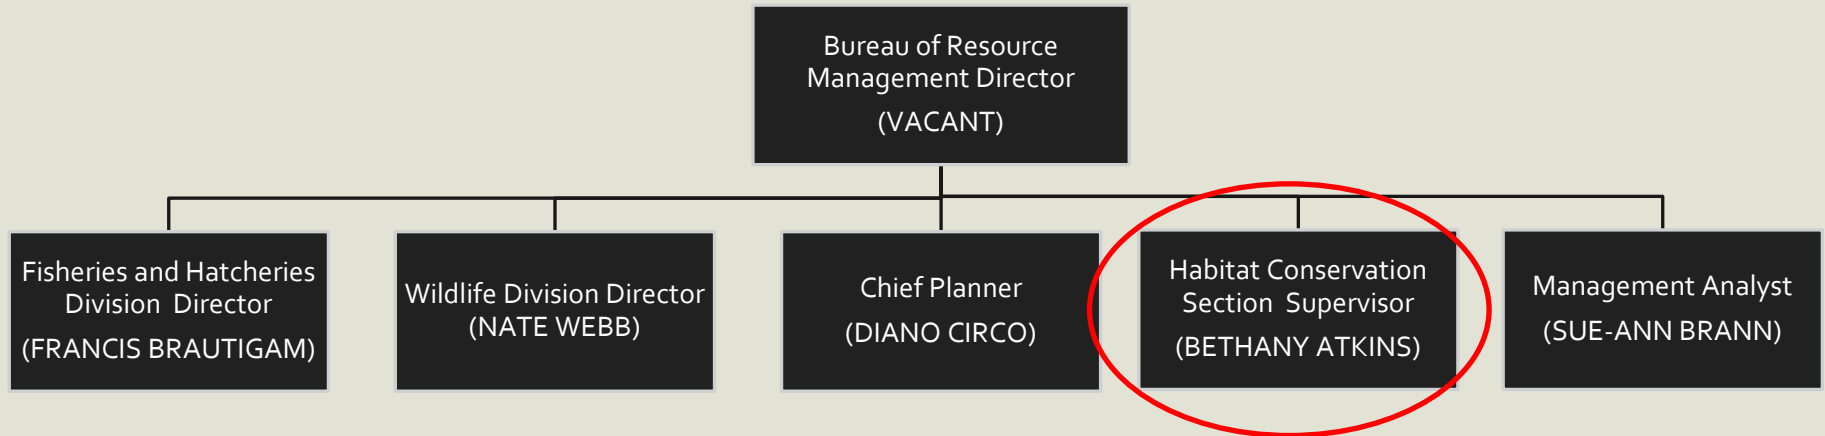 Bureau of Resource
Management Director
(VACANT)
Fisheries and Hatcheries
Division  Director
(FRANCIS BRAUTIGAM)
Wildlife Division Director
(NATE WEBB)
Chief Planner
(DIANO CIRCO)
Habitat Conservation
Section  Supervisor
(BETHANY ATKINS)
Management Analyst
(SUE-ANN BRANN)